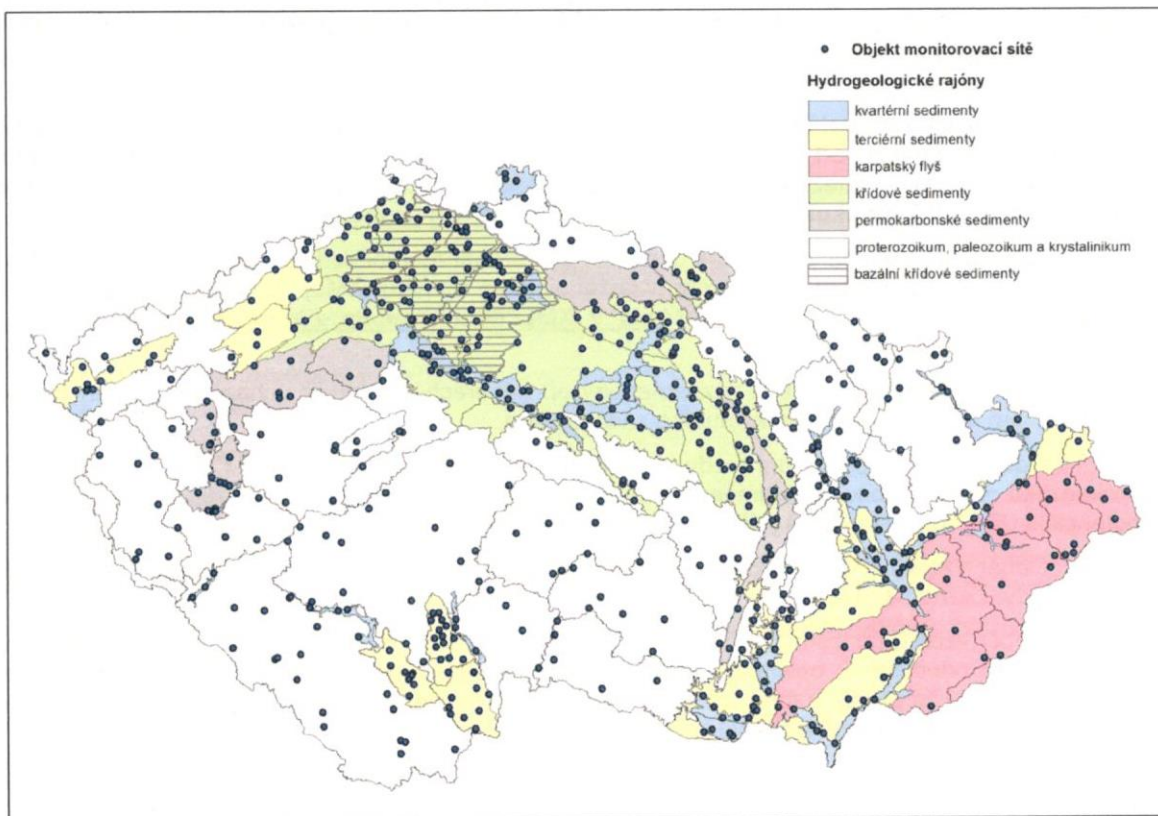 Objekt monitorovací sítě
Hydrogeologické rajóny
kvartérní sedimenty
terciérní sedimenty
karpatský flyš
křídové sedimenty
permokarbonské sedimenty
proterozoikum, paleozoikum a krystalinikum
bazální křídové sedimenty